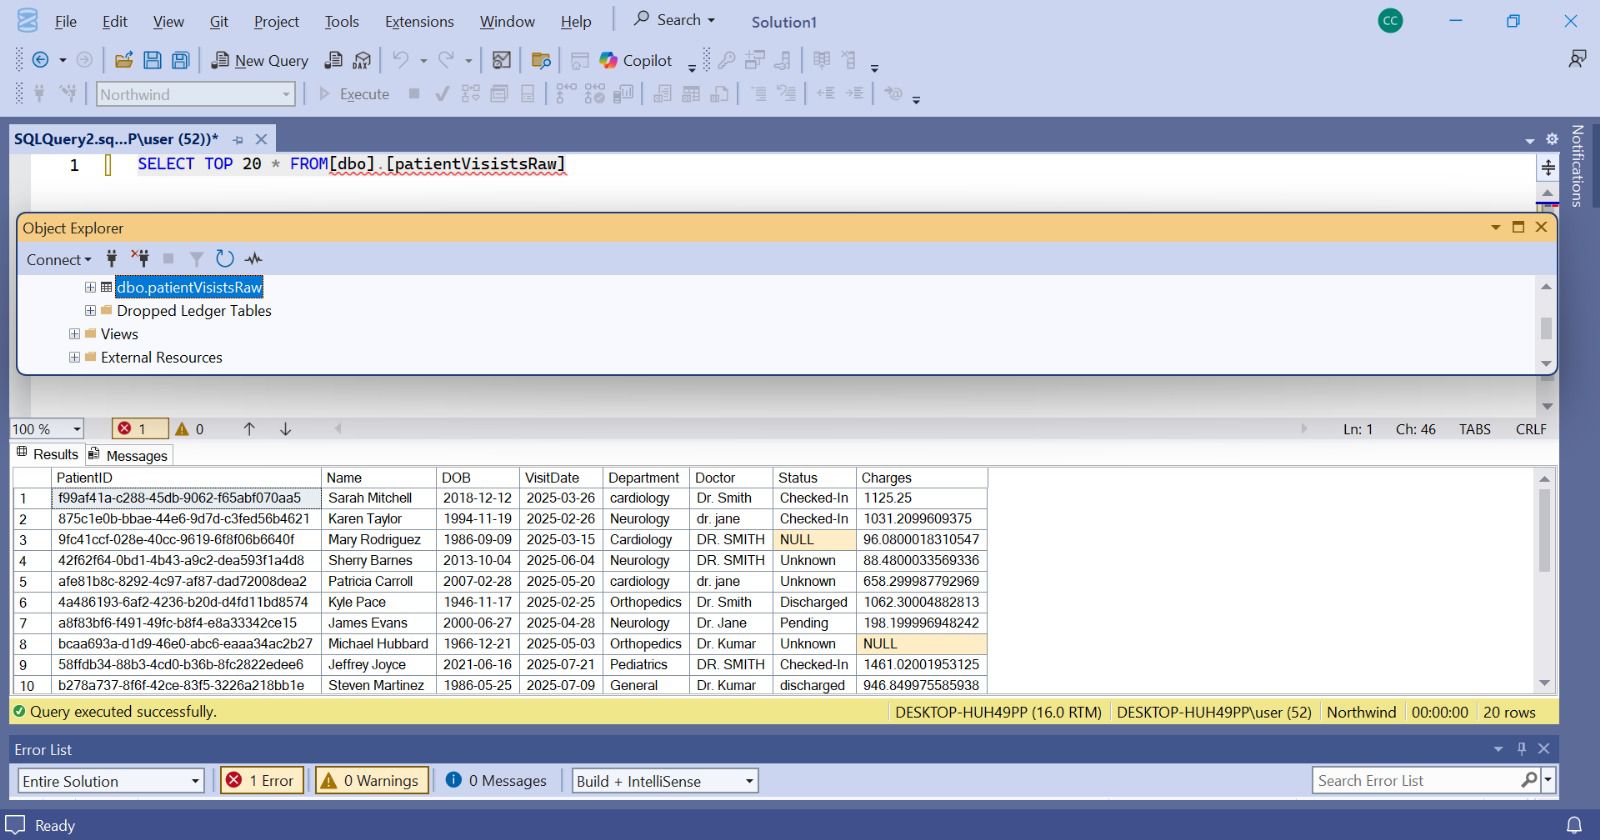 File Edit View Git Project Tools Extensions Window Help Search Solution1 CC
New Query DAX Copilot
Northwind Execute
SQLQuery2.sq...P\user (52))*
Notifications
1 SELECT TOP 20 * FROM[dbo].[patientVisistsRaw]
Object Explorer
Connect
dbo.patientVisistsRaw
Dropped Ledger Tables
Views
External Resources
100 % 1 0 Ln: 1 Ch: 46 TABS CRLF
Results Messages
PatientID Name DOB VisitDate Department Doctor Status Charges
1 f99af41a-c288-45db-9062-f65abf070aa5 Sarah Mitchell 2018-12-12 2025-03-26 cardiology Dr. Smith Checked-In 1125.25
2 875c1e0b-bbae-44e6-9d7d-c3fed56b4621 Karen Taylor 1994-11-19 2025-02-26 Neurology dr. jane Checked-In 1031.2099609375
3 9fc41ccf-028e-40cc-9619-6f8f06b6640f Mary Rodriguez 1986-09-09 2025-03-15 Cardiology DR. SMITH NULL 96.0800018310547
4 42f62f64-0bd1-4b43-a9c2-dea593f1a4d8 Sherry Barnes 2013-10-04 2025-06-04 Neurology DR. SMITH Unknown 88.4800033569336
5 afe81b8c-8292-4c97-af87-dad72008dea2 Patricia Carroll 2007-02-28 2025-05-20 cardiology dr. jane Unknown 658.299987792969
6 4a486193-6af2-4236-b20d-d4fd11bd8574 Kyle Pace 1946-11-17 2025-02-25 Orthopedics Dr. Smith Discharged 1062.30004882813
7 a8f83bf6-f491-49fc-b8f4-e8a33342ce15 James Evans 2000-06-27 2025-04-28 Neurology Dr. Jane Pending 198.199996948242
8 bcaa693a-d1d9-46e0-abc6-eaaa34ac2b27 Michael Hubbard 1966-12-21 2025-05-03 Orthopedics Dr. Kumar Unknown NULL
9 58ffdb34-88b3-4cd0-b36b-8fc2822edee6 Jeffrey Joyce 2021-06-16 2025-07-21 Pediatrics DR. SMITH Checked-In 1461.02001953125
10 b278a737-8f6f-42ce-83f5-3226a218bb1e Steven Martinez 1986-05-25 2025-07-09 General Dr. Kumar discharged 946.849975585938
Query executed successfully. DESKTOP-HUH49PP (16.0 RTM) DESKTOP-HUH49PP\user (52) Northwind 00:00:00 20 rows
Error List
Entire Solution 1 Error 0 Warnings 0 Messages Build + IntelliSense Search Error List
Ready